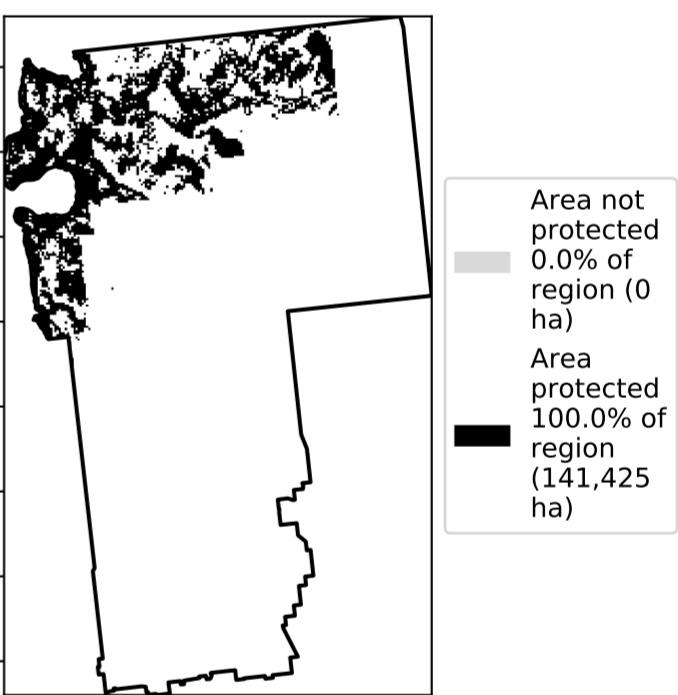 Area not
protected
0.0% of
region (0
ha)
Area
protected
100.0% of
region
(141,425
ha)